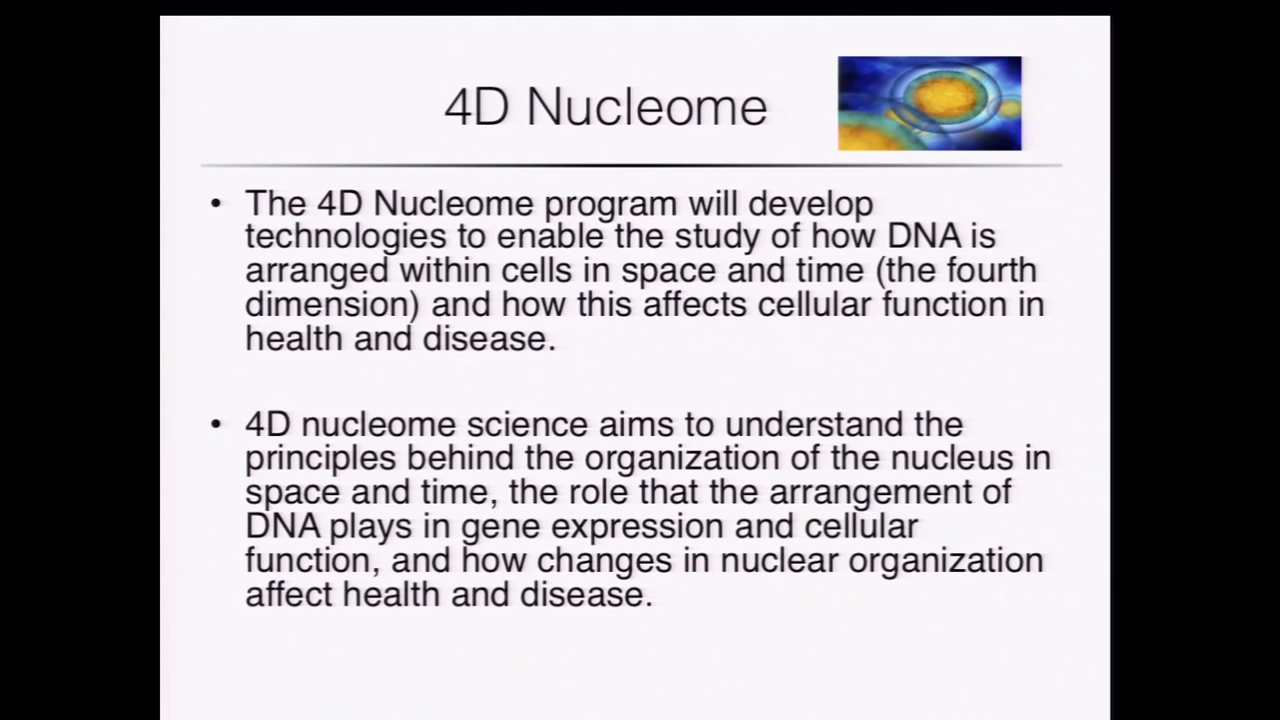 4D Nucleome
• The 4D Nucleome program will develop
technologies to enable the study of how DNA is
arranged within cells in space and time (the fourth
dimension) and how this affects cellular function in
health and disease.
• 4D nucleome science aims to understand the
principles behind the organization of the nucleus in
space and time, the role that the arrangement of
DNA plays in gene expression and cellular
function, and how changes in nuclear organization
affect health and disease.